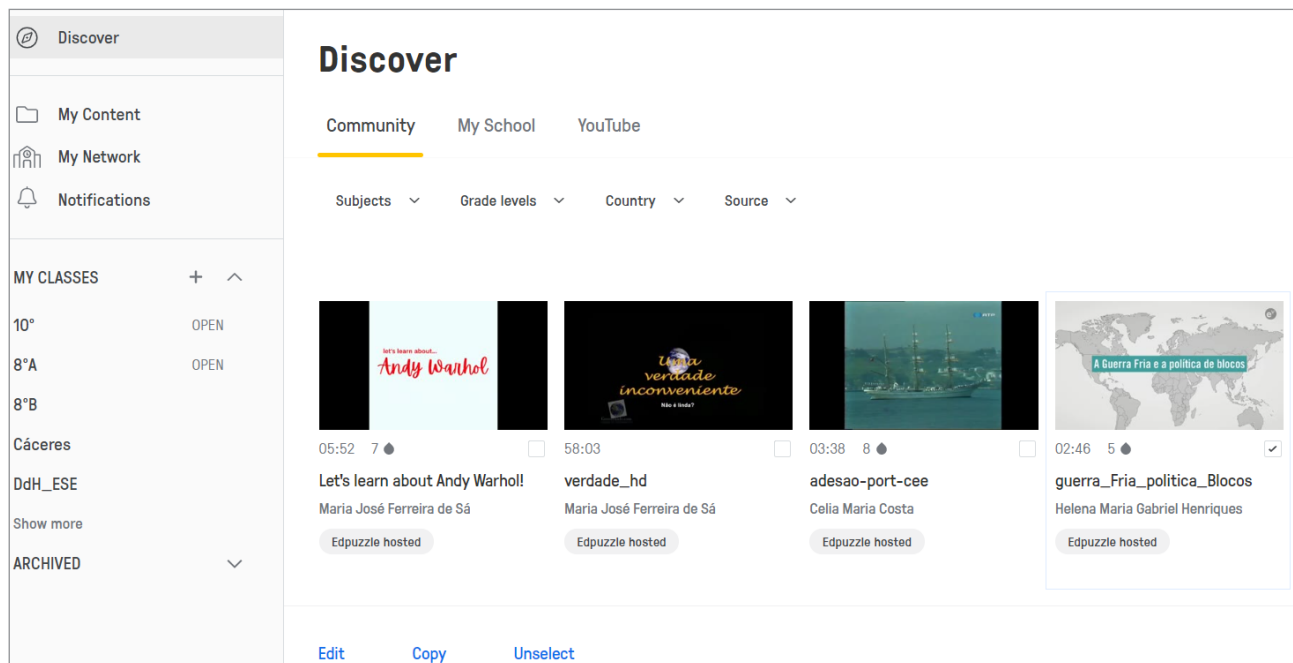 Discover
My Content
My Network
Notifications
MY CLASSES
10°
OPEN
8°A
OPEN
8°B
Cáceres
DdH_ESE
Show more
ARCHIVED
Discover
Community My School YouTube
Subjects Grade levels Country Source
let's learn about...
Andy Warhol
05:52 7
Let's learn about Andy Warhol!
Maria José Ferreira de Sá
Edpuzzle hosted
Uma
verdade
inconveniente
Não é linda?
58:03
verdade_hd
Maria José Ferreira de Sá
Edpuzzle hosted
03:38 8
adesao-port-cee
Celia Maria Costa
Edpuzzle hosted
A Guerra Fria e a política de blocos
02:46 5
guerra_Fria_politica_Blocos
Helena Maria Gabriel Henriques
Edpuzzle hosted
Edit Copy Unselect